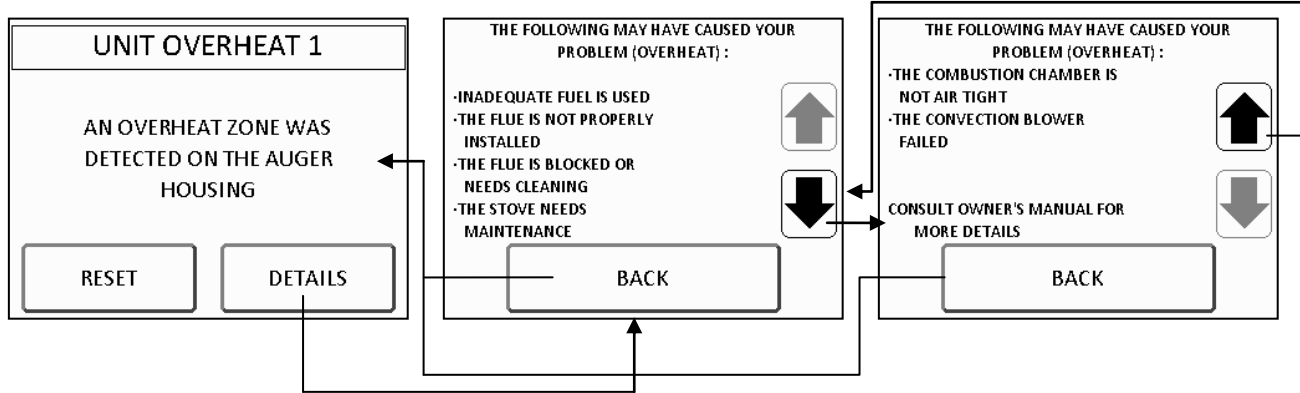 UNIT OVERHEAT 1
AN OVERHEAT ZONE WAS
DETECTED ON THE AUGER
HOUSING
RESET
DETAILS
THE FOLLOWING MAY HAVE CAUSED YOUR
PROBLEM (OVERHEAT) :
·INADEQUATE FUEL IS USED
·THE FLUE IS NOT PROPERLY
INSTALLED
·THE FLUE IS BLOCKED OR
NEEDS CLEANING
·THE STOVE NEEDS
MAINTENANCE
BACK
THE FOLLOWING MAY HAVE CAUSED YOUR
PROBLEM (OVERHEAT) :
·THE COMBUSTION CHAMBER IS
NOT AIR TIGHT
·THE CONVECTION BLOWER
FAILED
CONSULT OWNER'S MANUAL FOR
MORE DETAILS
BACK